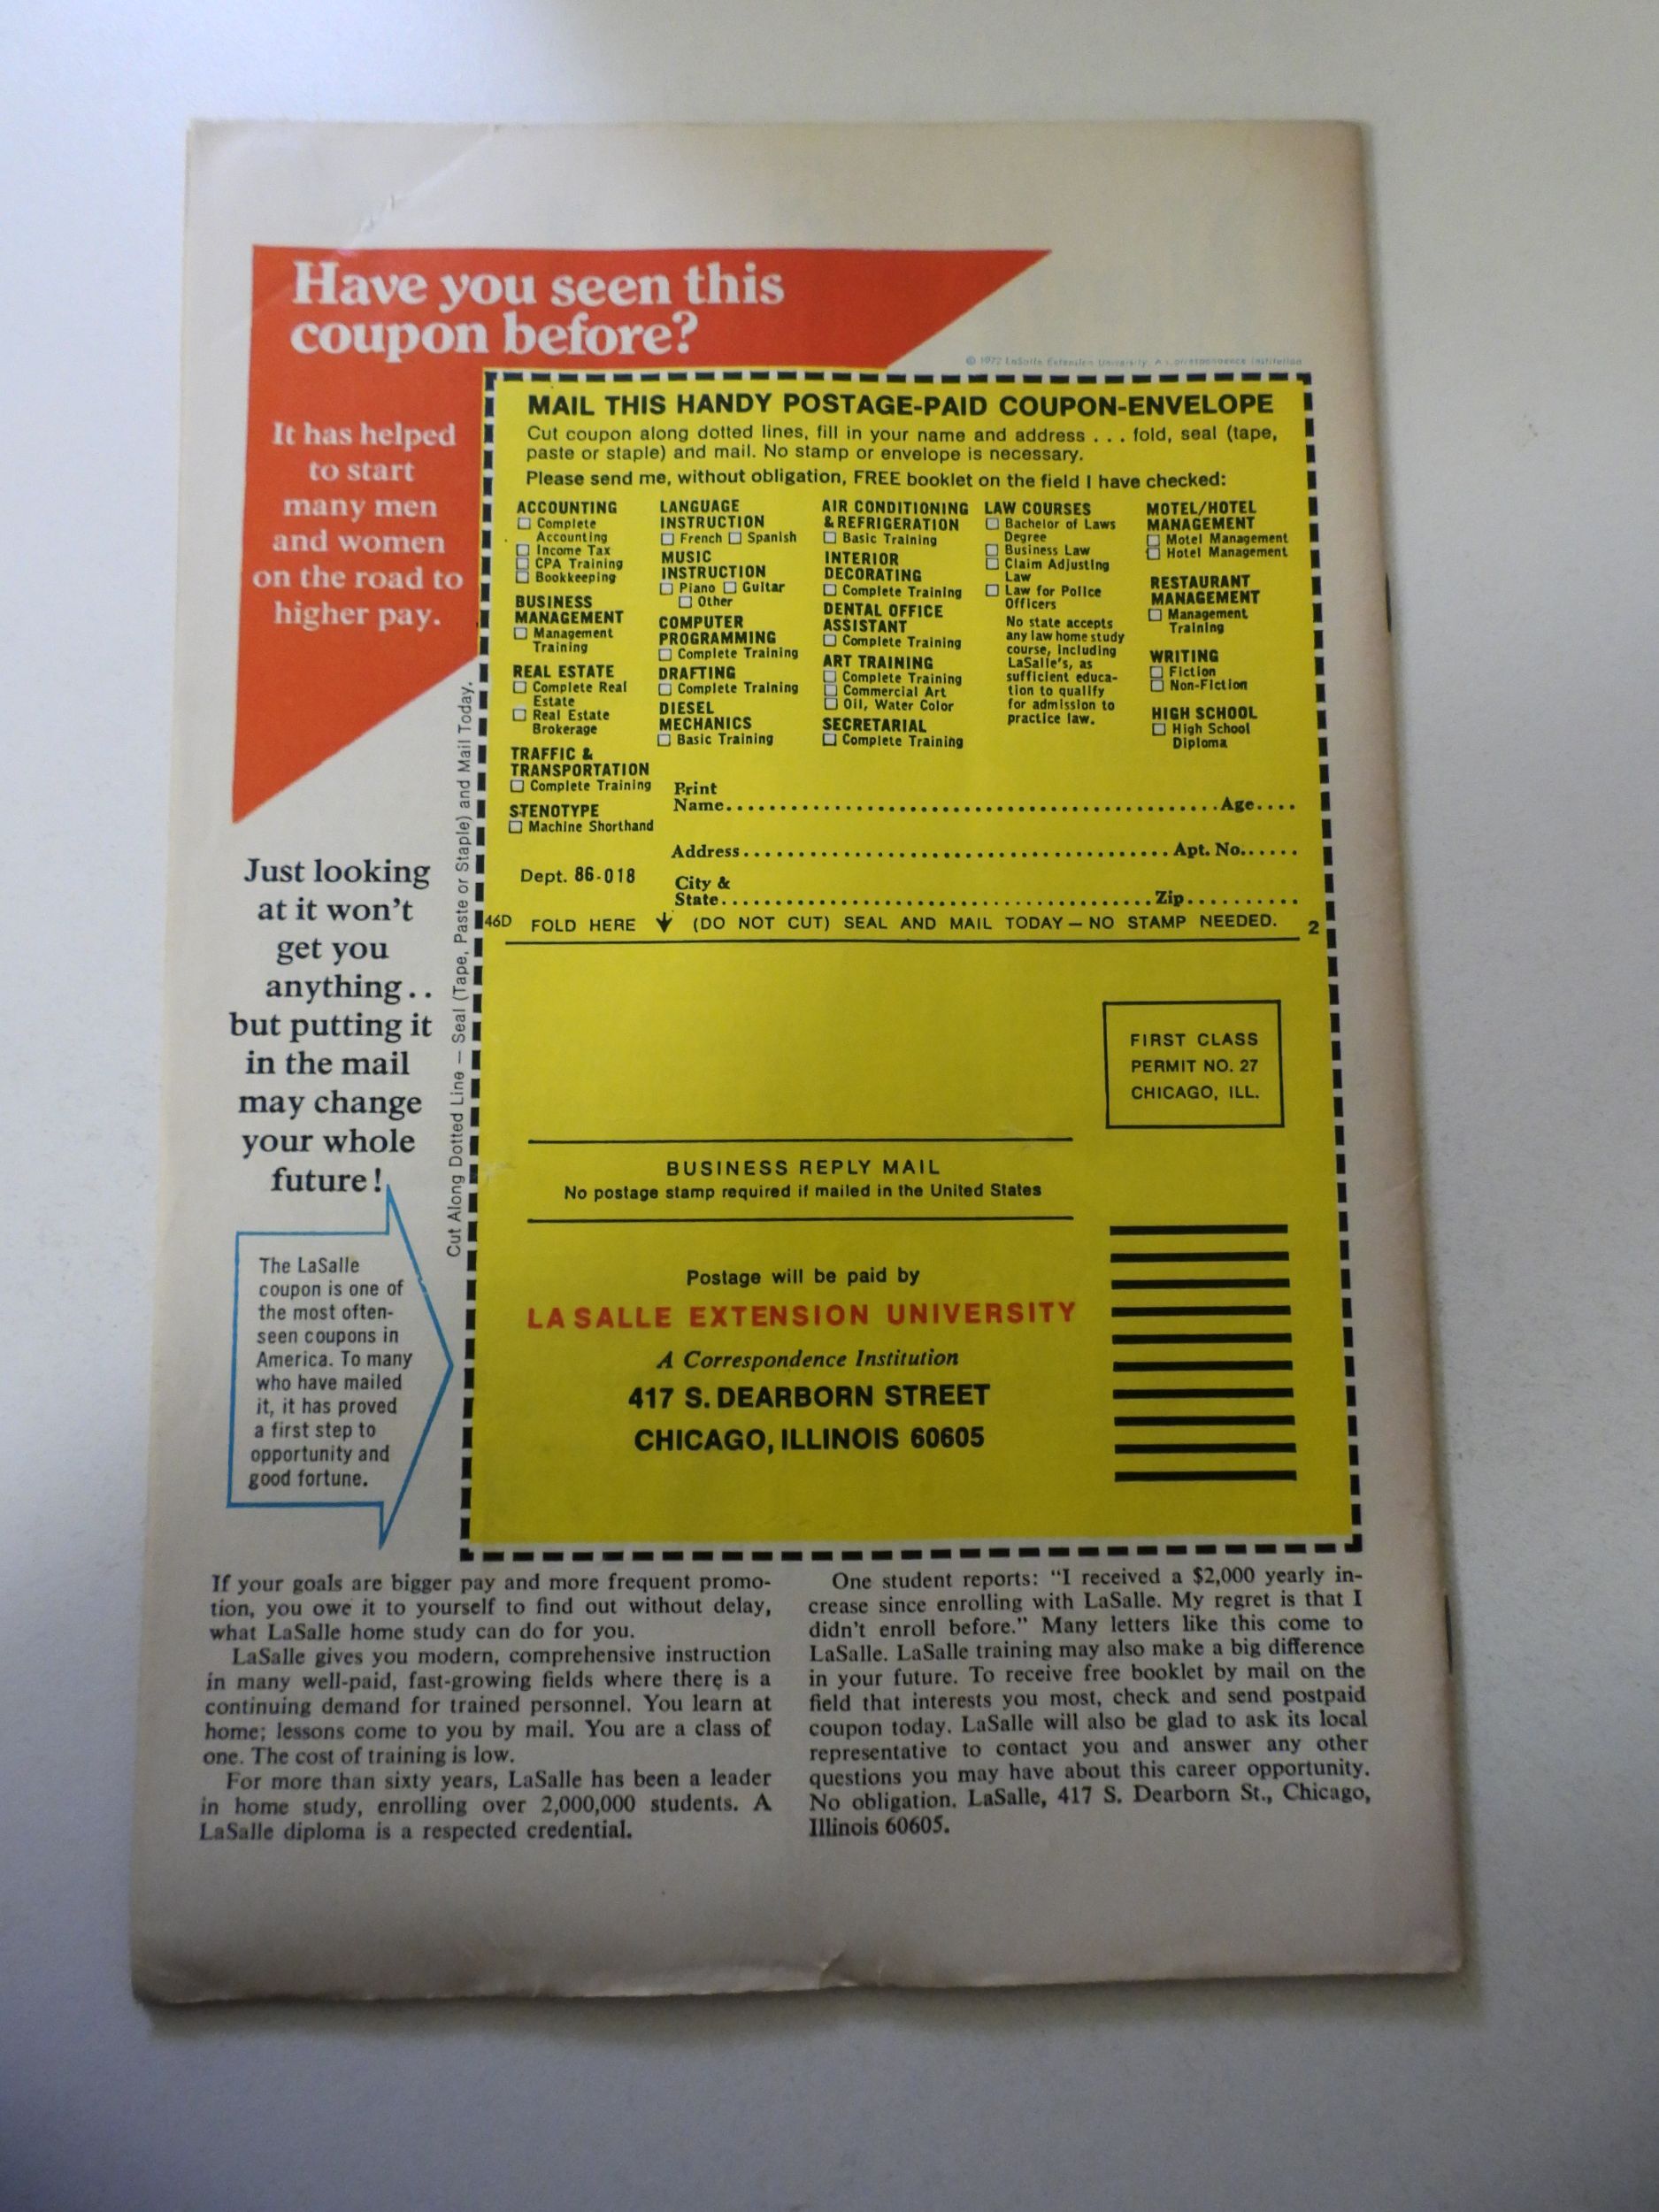 Have you seen this
coupon before?
It has helped
to start
many men
and women
on the road to
higher pay.
Just looking
at it won't
get you
anything..
but putting it
in the mail
may change
your whole
future!
The LaSalle
coupon is one of
the most often-
seen coupons in
America. To many
who have mailed
it, it has proved
a first step to
opportunity and
good fortune.
Cut Along Dotted Line — Seal (Tape, Paste or Staple) and Mail Today.
© 1972 LaSalle Extension University, A Correspondence Institution
MAIL THIS HANDY POSTAGE-PAID COUPON-ENVELOPE
Cut coupon along dotted lines, fill in your name and address . . . fold, seal (tape,
paste or staple) and mail. No stamp or envelope is necessary.
Please send me, without obligation, FREE booklet on the field I have checked:
ACCOUNTING
Complete
Accounting
Income Tax
CPA Training
Bookkeeping
BUSINESS
MANAGEMENT
Management
Training
REAL ESTATE
Complete Real
Estate
Real Estate
Brokerage
TRAFFIC &
TRANSPORTATION
Complete Training
STENOTYPE
Machine Shorthand
LANGUAGE
INSTRUCTION
French Spanish
MUSIC
INSTRUCTION
Piano Guitar
Other
COMPUTER
PROGRAMMING
Complete Training
DRAFTING
Complete Training
DIESEL
MECHANICS
Basic Training
AIR CONDITIONING
& REFRIGERATION
Basic Training
INTERIOR
DECORATING
Complete Training
DENTAL OFFICE
ASSISTANT
Complete Training
ART TRAINING
Complete Training
Commercial Art
Oil, Water Color
SECRETARIAL
Complete Training
LAW COURSES
Bachelor of Laws
Degree
Business Law
Claim Adjusting
Law
Law for Police
Officers
No state accepts
any law home study
course, including
LaSalle's, as
sufficient educa-
tion to qualify
for admission to
practice law.
MOTEL/HOTEL
MANAGEMENT
Motel Management
Hotel Management
RESTAURANT
MANAGEMENT
Management
Training
WRITING
Fiction
Non-Fiction
HIGH SCHOOL
High School
Diploma
Print
Name.................................................Age....
Address..........................................Apt. No......
Dept. 86-018
City &
State...........................................Zip...........
46D FOLD HERE ↓ (DO NOT CUT) SEAL AND MAIL TODAY — NO STAMP NEEDED. 2
FIRST CLASS
PERMIT NO. 27
CHICAGO, ILL.
BUSINESS REPLY MAIL
No postage stamp required if mailed in the United States
Postage will be paid by
LA SALLE EXTENSION UNIVERSITY
A Correspondence Institution
417 S. DEARBORN STREET
CHICAGO, ILLINOIS 60605
If your goals are bigger pay and more frequent promo-
tion, you owe it to yourself to find out without delay,
what LaSalle home study can do for you.
LaSalle gives you modern, comprehensive instruction
in many well-paid, fast-growing fields where there is a
continuing demand for trained personnel. You learn at
home; lessons come to you by mail. You are a class of
one. The cost of training is low.
For more than sixty years, LaSalle has been a leader
in home study, enrolling over 2,000,000 students. A
LaSalle diploma is a respected credential.
One student reports: "I received a $2,000 yearly in-
crease since enrolling with LaSalle. My regret is that I
didn't enroll before." Many letters like this come to
LaSalle. LaSalle training may also make a big difference
in your future. To receive free booklet by mail on the
field that interests you most, check and send postpaid
coupon today. LaSalle will also be glad to ask its local
representative to contact you and answer any other
questions you may have about this career opportunity.
No obligation. LaSalle, 417 S. Dearborn St., Chicago,
Illinois 60605.